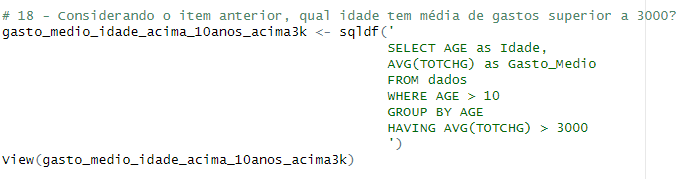 # 18 - Considerando o item anterior, qual idade tem média de gastos superior a 3000?
gasto_medio_idade_acima_10anos_acima3k <- sqldf('
SELECT AGE as Idade,
AVG(TOTCHG) as Gasto_Medio
FROM dados
WHERE AGE > 10
GROUP BY AGE
HAVING AVG(TOTCHG) > 3000
')
View(gasto_medio_idade_acima_10anos_acima3k)